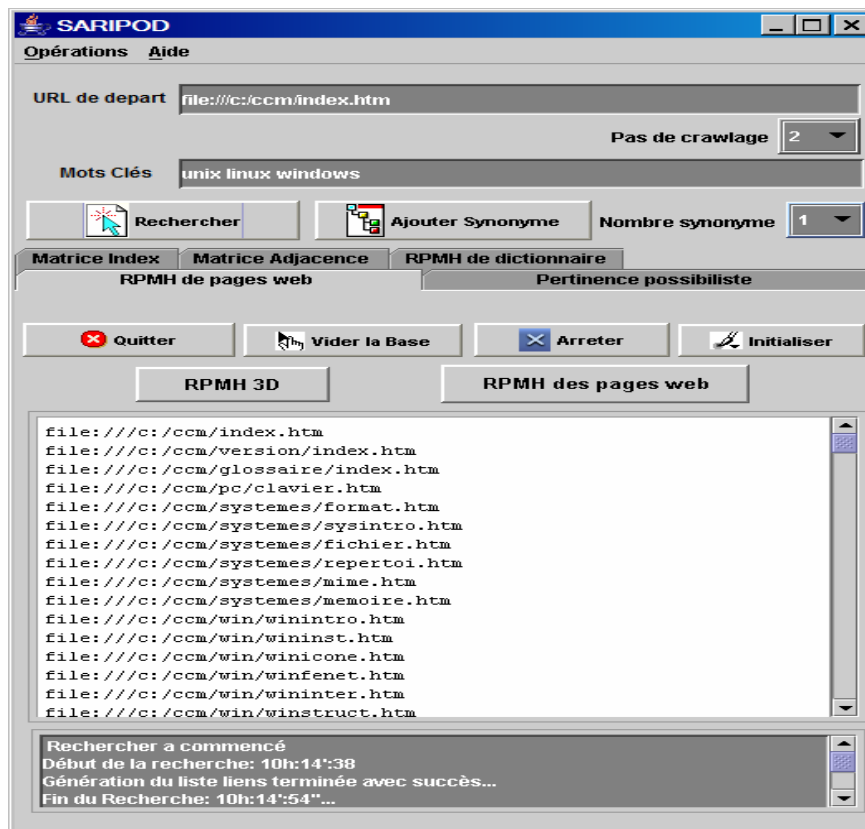 SARIPOD
Opérations Aide
URL de depart file:///c:/ccm/index.htm
Pas de crawlage 2
Mots Clés unix linux windows
Rechercher Ajouter Synonyme Nombre synonyme 1
Matrice Index Matrice Adjacence RPMH de dictionnaire
RPMH de pages web Pertinence possibiliste
Quitter Vider la Base Arreter Initialiser
RPMH 3D RPMH des pages web
file:///c:/ccm/index.htm
file:///c:/ccm/version/index.htm
file:///c:/ccm/glossaire/index.htm
file:///c:/ccm/pc/clavier.htm
file:///c:/ccm/systemes/format.htm
file:///c:/ccm/systemes/sysintro.htm
file:///c:/ccm/systemes/fichier.htm
file:///c:/ccm/systemes/repertoi.htm
file:///c:/ccm/systemes/mime.htm
file:///c:/ccm/systemes/memoire.htm
file:///c:/ccm/win/winintro.htm
file:///c:/ccm/win/wininst.htm
file:///c:/ccm/win/winicone.htm
file:///c:/ccm/win/winfenet.htm
file:///c:/ccm/win/wininter.htm
file:///c:/ccm/win/winstruct.htm
Rechercher a commencé
Début de la recherche: 10h:14':38
Génération du liste liens terminée avec succès...
Fin du Recherche: 10h:14':54"...